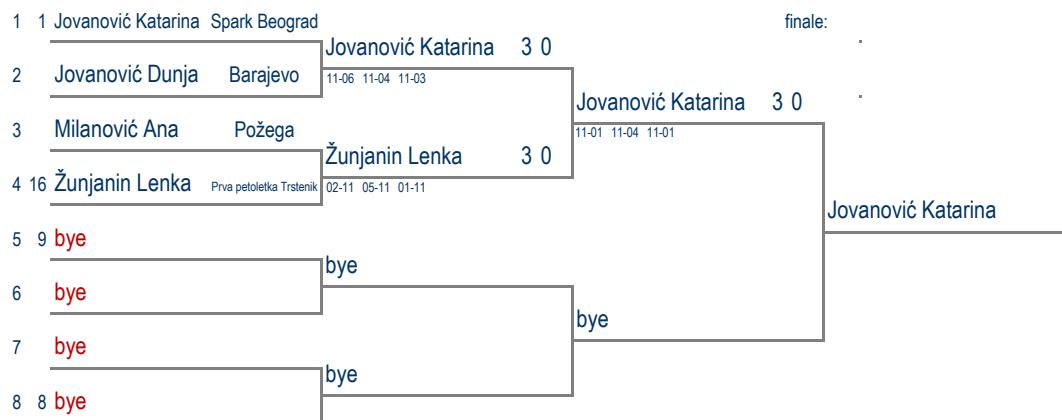 1 1 Jovanović Katarina Spark Beograd finale:
Jovanović Katarina 3 0
2 Jovanović Dunja Barajevo 11-06 11-04 11-03
Jovanović Katarina 3 0
3 Milanović Ana Požega 11-01 11-04 11-01
Žunjanin Lenka 3 0
4 16 Žunjanin Lenka Prva petoletka Trstenik 02-11 05-11 01-11
Jovanović Katarina
5 9 bye
bye
6 bye
bye
7 bye
bye
8 8 bye